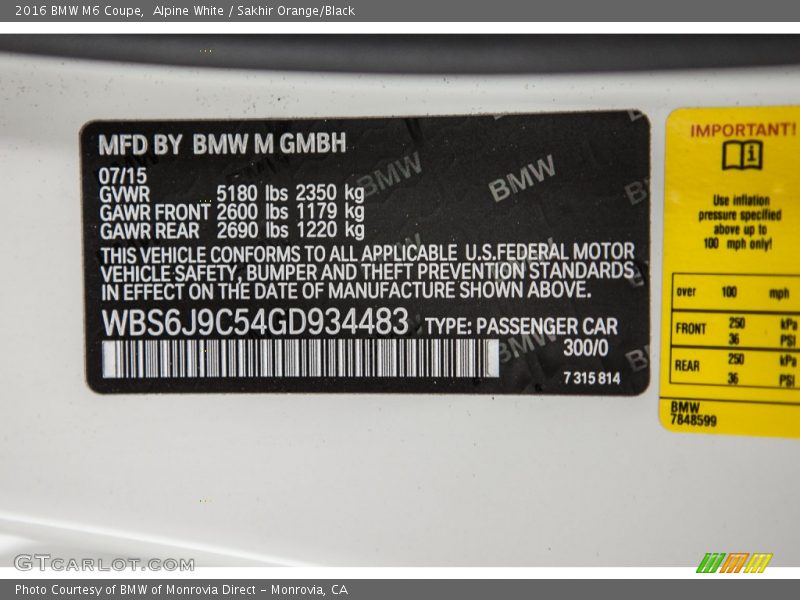 2016 BMW M6 Coupe,  Alpine White / Sakhir Orange/Black
MFD BY BMW M GMBH
07/15
GVWR 5180 lbs 2350 kg
GAWR FRONT 2600 lbs 1179 kg
GAWR REAR 2690 lbs 1220 kg
THIS VEHICLE CONFORMS TO ALL APPLICABLE U.S.FEDERAL MOTOR
VEHICLE SAFETY, BUMPER AND THEFT PREVENTION STANDARDS
IN EFFECT ON THE DATE OF MANUFACTURE SHOWN ABOVE.
WBS6J9C54GD934483 TYPE: PASSENGER CAR
300/0
7 315 814
BMW
BMW
BMW
IMPORTANT!
Use inflation
pressure specified
above up to
100 mph only!
over 100 mph
FRONT 250 kPa
36 PSI
REAR 250 kPa
36 PSI
BMW
7848599
GTCARLOT.COM
Photo Courtesy of BMW of Monrovia Direct - Monrovia, CA